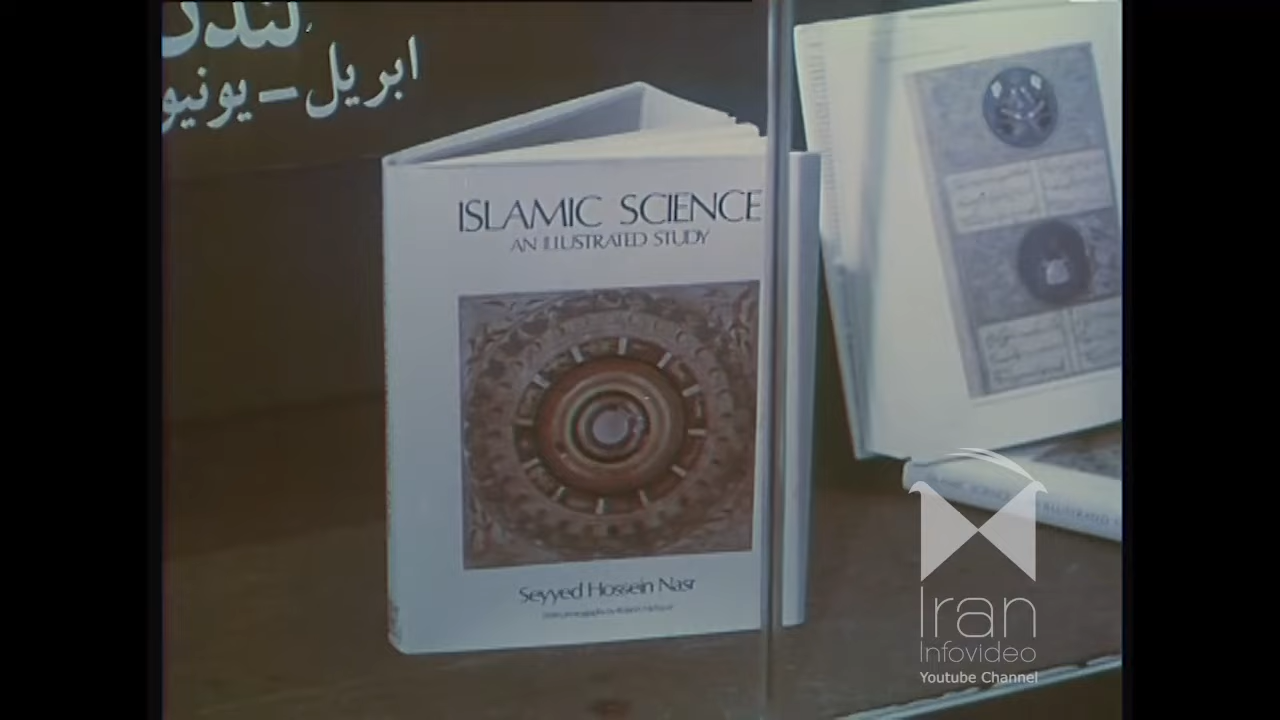 لندن
ابريل - يونيو
ISLAMIC SCIENCE
AN ILLUSTRATED STUDY
Seyyed Hossein Nasr
Iran
Infovideo
Youtube Channel